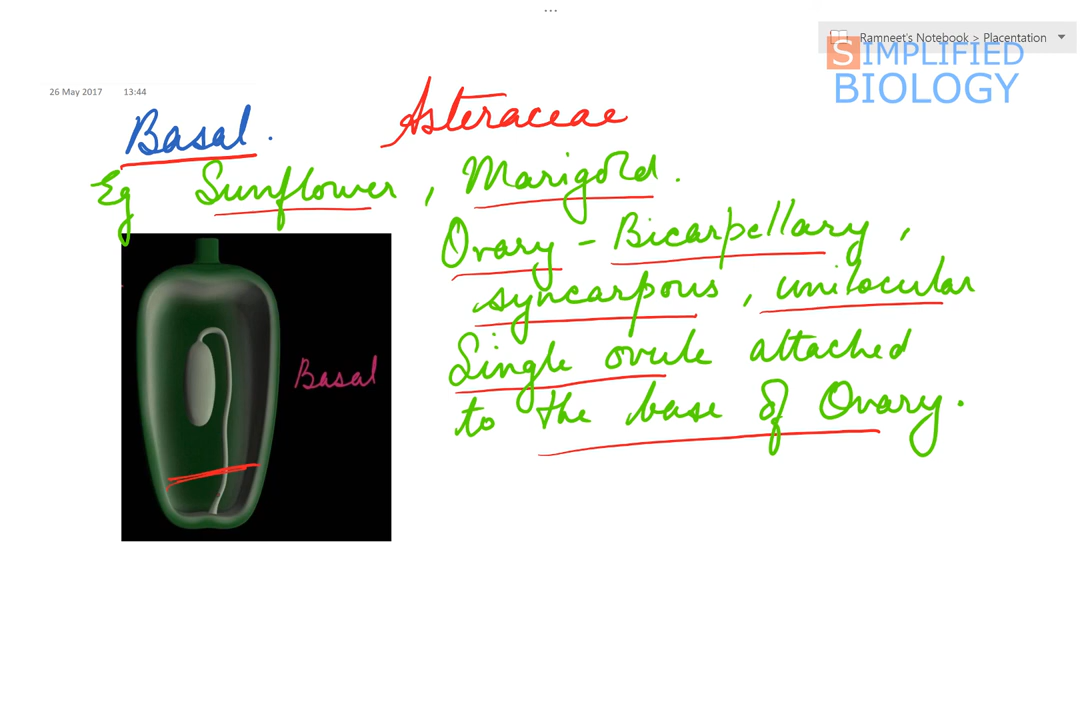 Ramneet's Notebook > Placentation
SIMPLIFIED
BIOLOGY
26 May 2017 13:44
Basal. Asteraceae
Eg Sunflower, Marigold.
Ovary - Bicarpellary,
syncarpous, unilocular
Single ovule attached
to the base of Ovary.
Basal